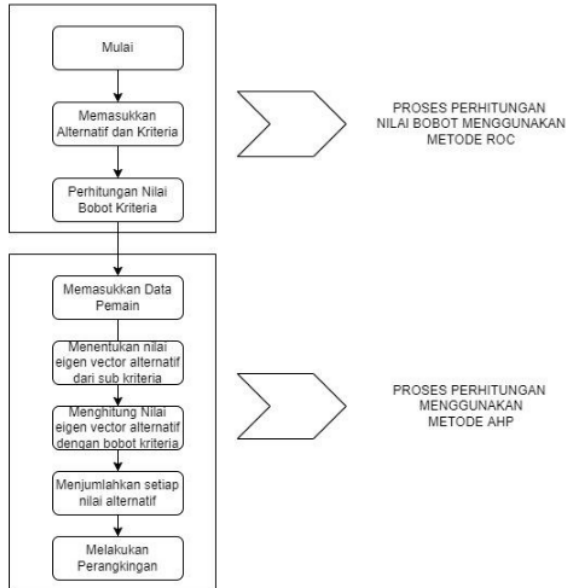 Mulai
Memasukkan
Alternatif dan Kriteria
Perhitungan Nilai
Bobot Kriteria
PROSES PERHITUNGAN
NILAI BOBOT MENGGUNAKAN
METODE ROC
Memasukkan Data
Pemain
Menentukan nilai
eigen vector alternatif
dari sub kriteria
Menghitung Nilai
eigen vector alternatif
dengan bobot kriteria
Menjumlahkan setiap
nilai alternatif
Melakukan
Perangkingan
PROSES PERHITUNGAN
MENGGUNAKAN
METODE AHP